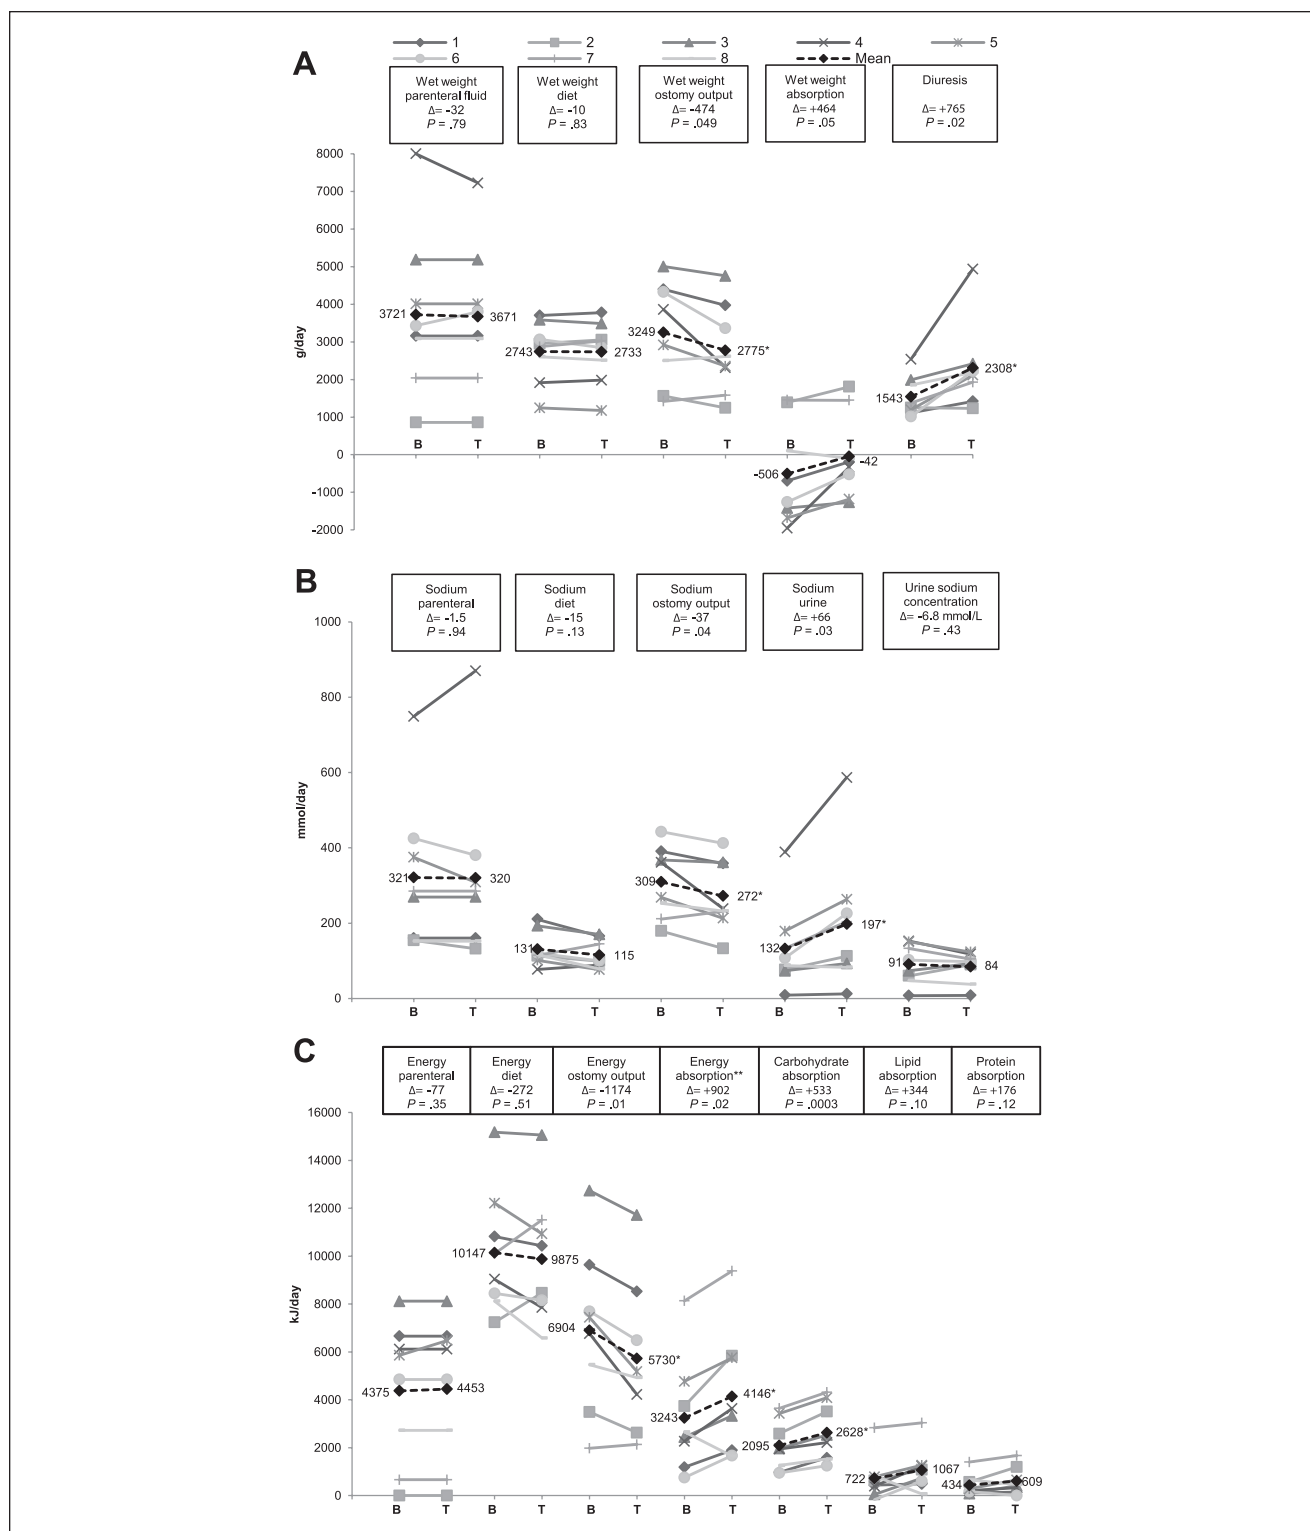 1 2 3 4 5
6 7 8 Mean
A
Wet weight
parenteral fluid
Δ= -32
P = .79
Wet weight
diet
Δ= -10
P = .83
Wet weight
ostomy output
Δ= -474
P = .049
Wet weight
absorption
Δ= +464
P = .05
Diuresis
Δ= +765
P = .02
g/day
8000
7000
6000
5000
4000
3000
2000
1000
0
-1000
-2000
3721 3671
2743 2733
3249 2775*
-506 -42
1543 2308*
B T B T B T B T B T
B
Sodium
parenteral
Δ= -1.5
P = .94
Sodium
diet
Δ= -15
P = .13
Sodium
ostomy output
Δ= -37
P = .04
Sodium
urine
Δ= +66
P = .03
Urine sodium
concentration
Δ= -6.8 mmol/L
P = .43
mmol/day
1000
800
600
400
200
0
321 320
131 115
309 272*
132 197*
91 84
B T B T B T B T B T
C
Energy
parenteral
Δ= -77
P = .35
Energy
diet
Δ= -272
P = .51
Energy
ostomy output
Δ= -1174
P = .01
Energy
absorption**
Δ= +902
P = .02
Carbohydrate
absorption
Δ= +533
P = .0003
Lipid
absorption
Δ= +344
P = .10
Protein
absorption
Δ= +176
P = .12
kJ/day
16000
14000
12000
10000
8000
6000
4000
2000
0
4375 4453
10147 9875
6904 5730*
3243 4146*
2095 2628*
722 1067
434 609
B T B T B T B T B T B T B T